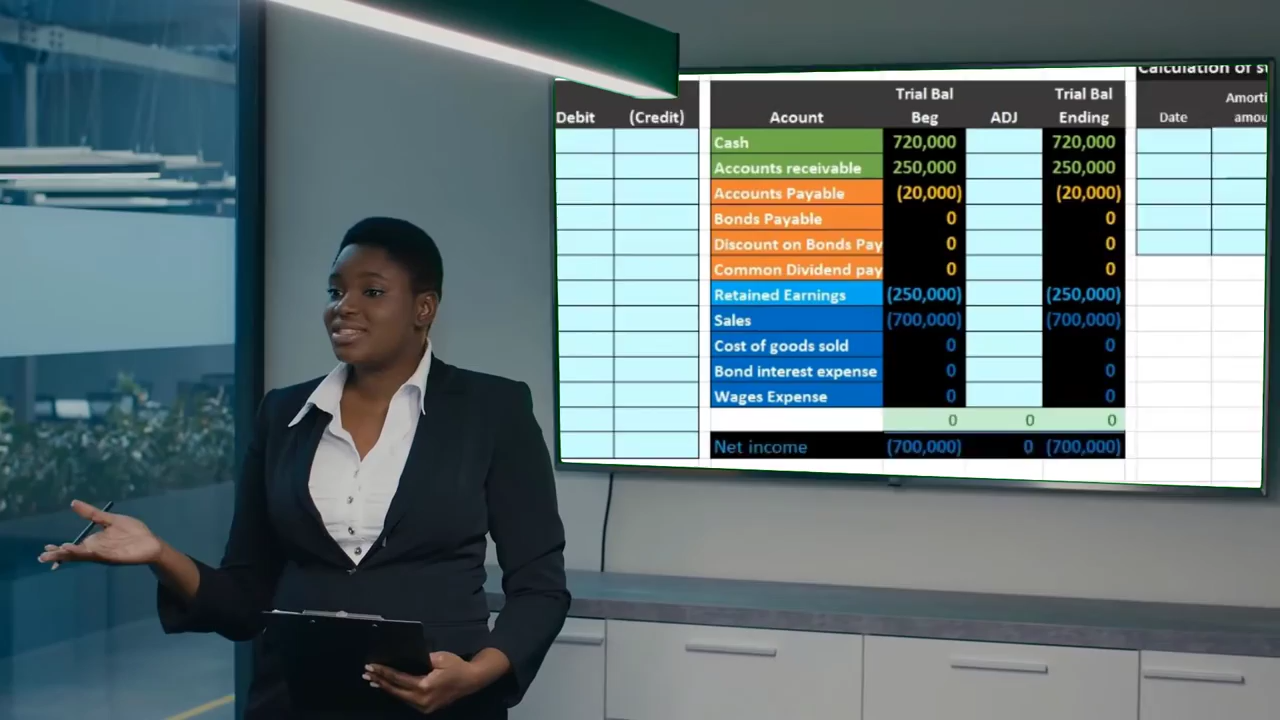 Calculation of s
Trial Bal Trial Bal Amorti
Debit (Credit) Acount Beg ADJ Ending Date amou
Cash 720,000 720,000
Accounts receivable 250,000 250,000
Accounts Payable (20,000) (20,000)
Bonds Payable 0 0
Discount on Bonds Pay 0 0
Common Dividend pay 0 0
Retained Earnings (250,000) (250,000)
Sales (700,000) (700,000)
Cost of goods sold 0 0
Bond interest expense 0 0
Wages Expense 0 0
0 0 0
Net income (700,000) 0 (700,000)